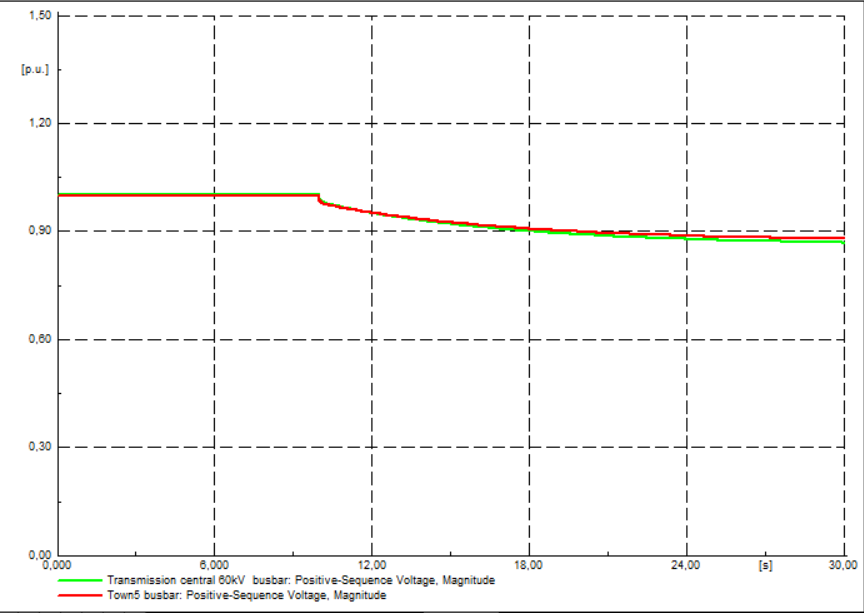 1,50
[p.u.]
1,20
0,90
0,60
0,30
0,00
0,000 6,000 12,00 18,00 24,00 [s] 30,00
Transmission central 60kV busbar: Positive-Sequence Voltage, Magnitude
Town5 busbar: Positive-Sequence Voltage, Magnitude